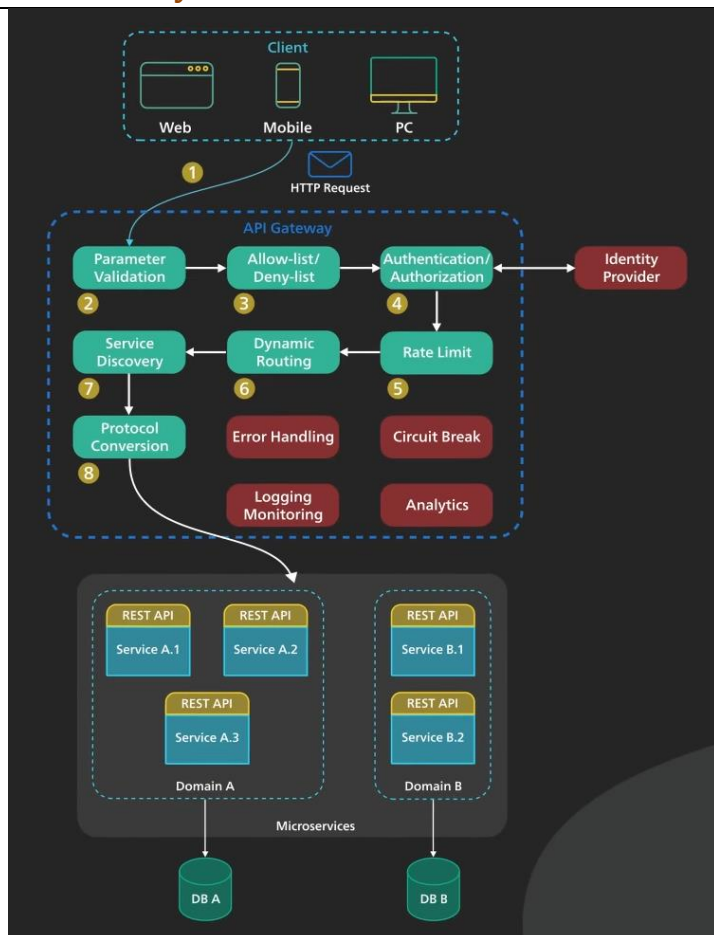 Client
Web
Mobile
PC
1
HTTP Request
API Gateway
Parameter
Validation
Allow-list/
Deny-list
Authentication/
Authorization
Identity
Provider
2
3
4
Service
Discovery
Dynamic
Routing
Rate Limit
7
6
5
Protocol
Conversion
Error Handling
Circuit Break
8
Logging
Monitoring
Analytics
REST API
Service A.1
REST API
Service A.2
REST API
Service B.1
REST API
Service A.3
REST API
Service B.2
Domain A
Domain B
Microservices
DB A
DB B